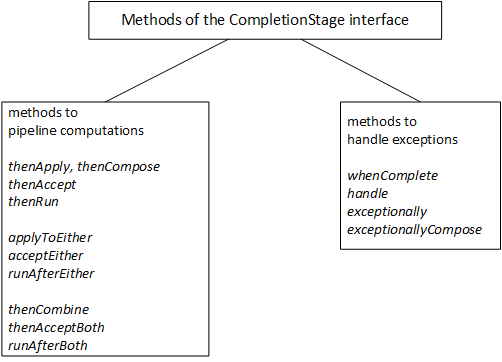 Methods of the CompletionStage interface
methods to
pipeline computations
thenApply, thenCompose
thenAccept
thenRun
applyToEither
acceptEither
runAfterEither
thenCombine
thenAcceptBoth
runAfterBoth
methods to
handle exceptions
whenComplete
handle
exceptionally
exceptionallyCompose